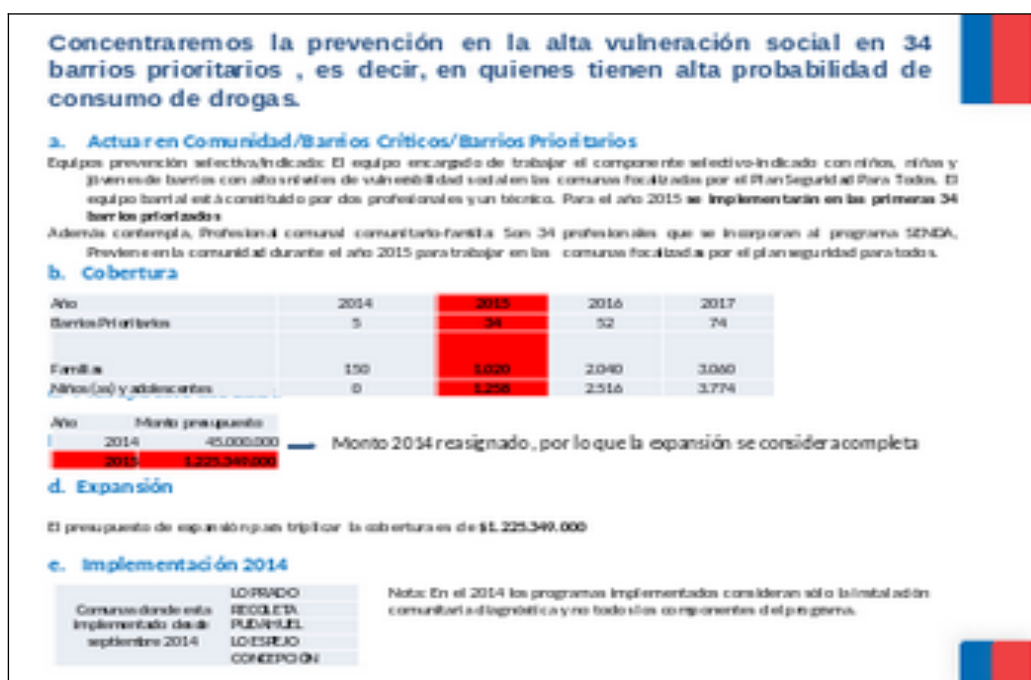 Concentraremos la prevención en la alta vulneración social en 34
barrios prioritarios , es decir, en quienes tienen alta probabilidad de
consumo de drogas.
a. Actuar en Comunidad/Barrios Críticos/Barrios Prioritarios
Equipos prevención selectiva/indicada: El equipo encargado de trabajar el componente selectivo-indicado con niños, niñas y
jóvenes de barrios con altos niveles de vulnerabilidad social en las comunas focalizadas por el Plan Seguridad Para Todos. El
equipo barrial está constituido por dos profesionales y un técnico. Para el año 2015 se implementarán en las primeras 34
barrios priorizados
Además contempla, Profesional comunal comunitario-familia Son 34 profesionales que se incorporan al programa SENDA,
Previene en la comunidad durante el año 2015 para trabajar en las comunas focalizadas por el plan seguridad para todos.
b. Cobertura
Año 2014 2015 2016 2017
Barrios Prioritarios 5 34 52 74
Familias 150 1.020 2.040 3.060
Niños (as) y adolescentes 0 1.258 2.516 3.774
Año Monto presupuesto
2014 45.000.000 Monto 2014 reasignado, por lo que la expansión se considera completa
2015 1.225.349.000
d. Expansión
El presupuesto de expansión para triplicar la cobertura es de $1.225.349.000
e. Implementación 2014
Comunas donde esta
implementado desde
septiembre 2014
LO PRADO
RECOLETA
PUDAHUEL
LO ESPEJO
CONCEPCIÓN
Nota: En el 2014 los programas implementados consideran sólo la instalación
comunitaria diagnóstica y no todos los componentes del programa.